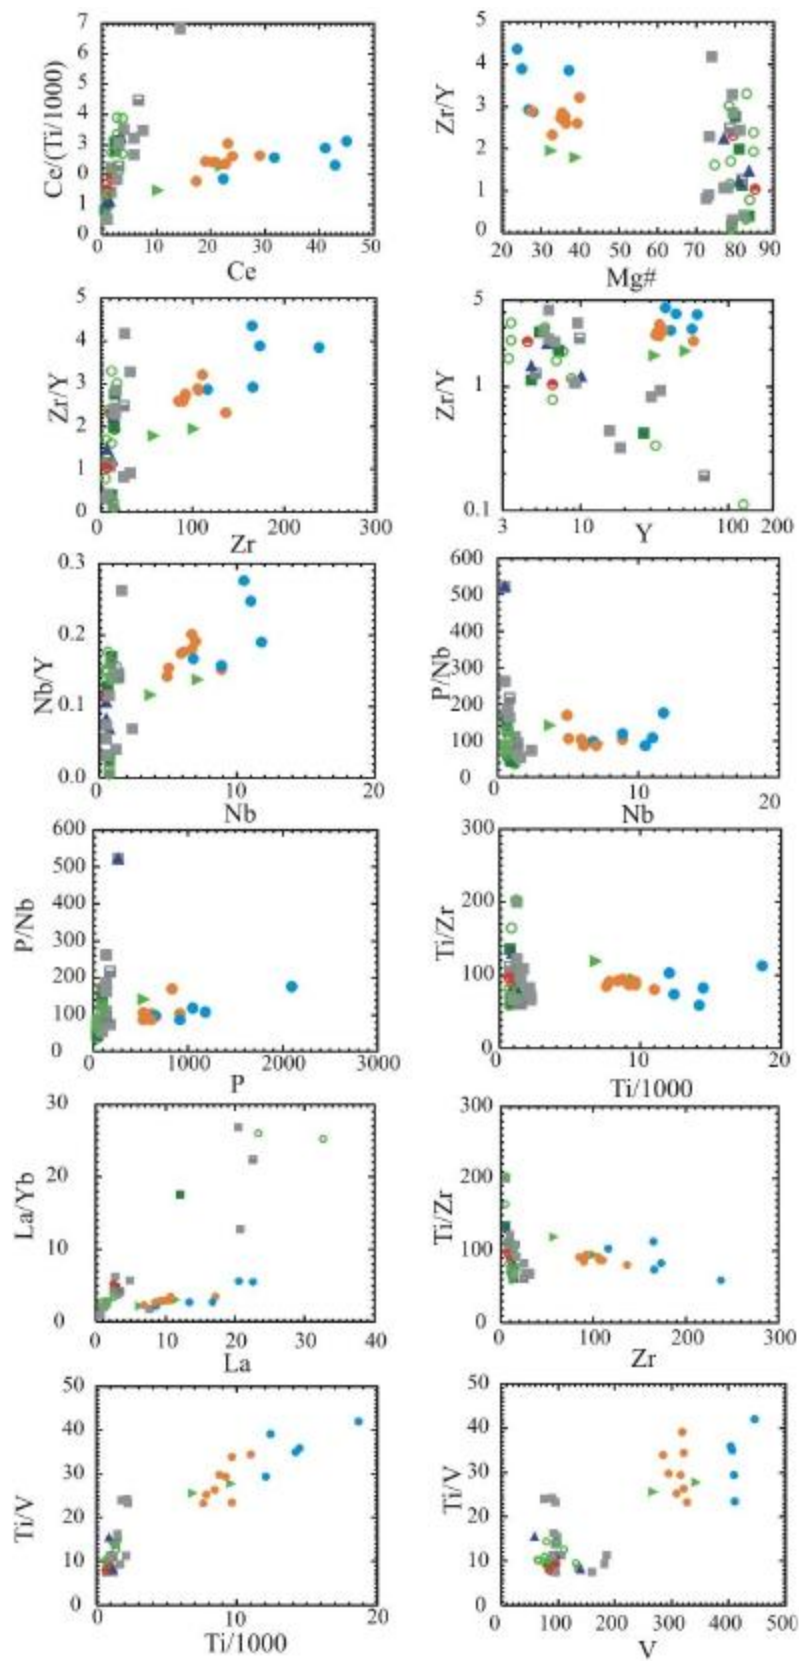 7
6
5
4
3
0
1
0
Ce/(Ti/1000)
0 10 20 30 40 50
Ce
5
4
3
2
1
0
Zr/Y
20 30 40 50 60 70 80 90
Mg#
5
4
3
2
1
0
Zr/Y
0 100 200 300
Zr
5
1
0.1
Zr/Y
3 10 100 200
Y
0.3
0.2
0.1
0.0
Nb/Y
0 10 20
Nb
600
500
400
300
200
100
0
P/Nb
0 10 20
Nb
600
500
400
300
200
100
0
P/Nb
0 1000 2000 3000
P
300
200
100
0
Ti/Zr
0 10 20
Ti/1000
30
20
10
0
La/Yb
0 10 20 30 40
La
300
200
100
0
Ti/Zr
0 100 200 300
Zr
50
40
30
20
10
0
Ti/V
0 10 20
Ti/1000
50
40
30
20
10
0
Ti/V
0 100 200 300 400 500
V